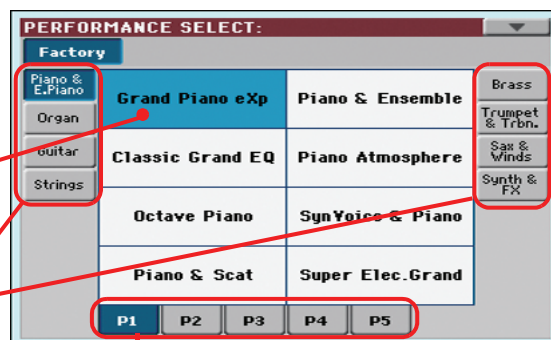 PERFORMANCE SELECT:
Factory
Piano &
E.Piano
Organ
Guitar
Strings
Grand Piano eXp
Piano & Ensemble
Classic Grand EQ
Piano Atmosphere
Octave Piano
SynVoice & Piano
Piano & Scat
Super Elec.Grand
Brass
Trumpet
& Trbn.
Sax &
Winds
Synth &
FX
P1 P2 P3 P4 P5